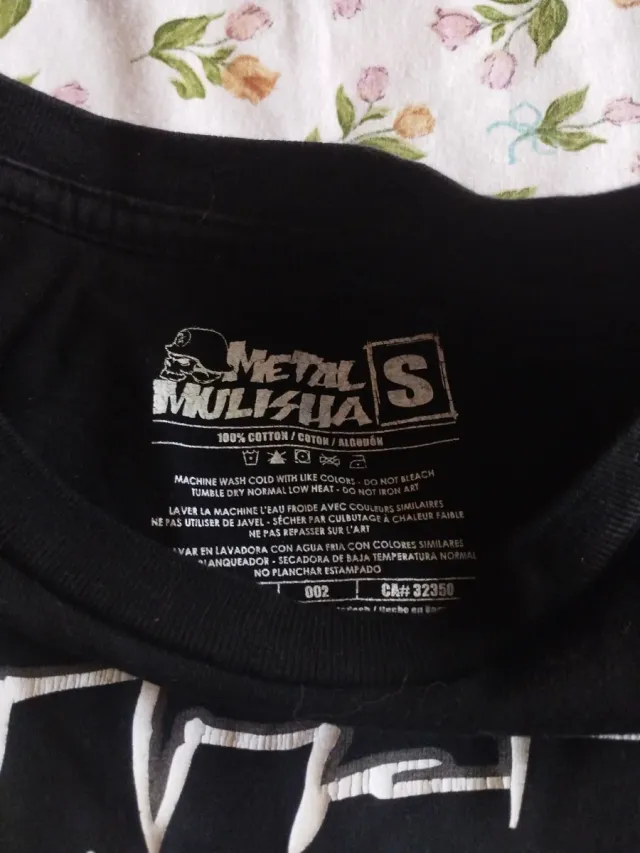 METAL
MULISHA
S
100% COTTON / COTON / ALGODÓN
MACHINE WASH COLD WITH LIKE COLORS - DO NOT BLEACH
TUMBLE DRY NORMAL LOW HEAT - DO NOT IRON ART
LAVER LA MACHINE L'EAU FROIDE AVEC COULEURS SIMILAIRES
NE PAS UTILISER DE JAVEL - SÉCHER PAR CULBUTAGE À CHALEUR FAIBLE
NE PAS REPASSER SUR L'ART
AVAR EN LAVADORA CON AGUA FRIA CON COLORES SIMILARES
BLANQUEADOR - SECADORA DE BAJA TEMPERATURA NORMAL
NO PLANCHAR ESTAMPADO
002 CA# 32350
/ Hecho en